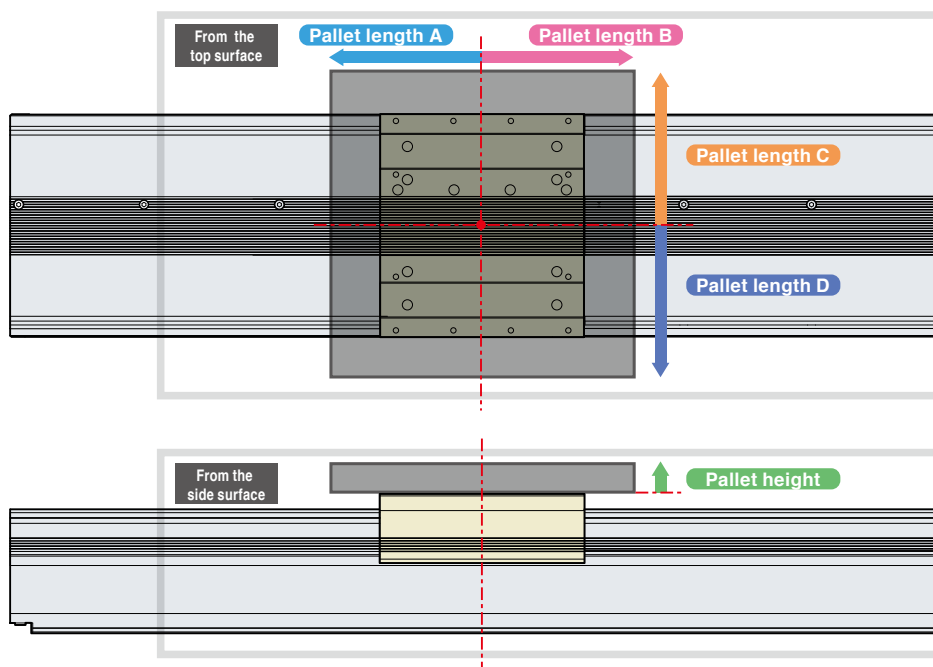 From the
top surface
Pallet length A
Pallet length B
Pallet length C
Pallet length D
From the
side surface
Pallet height